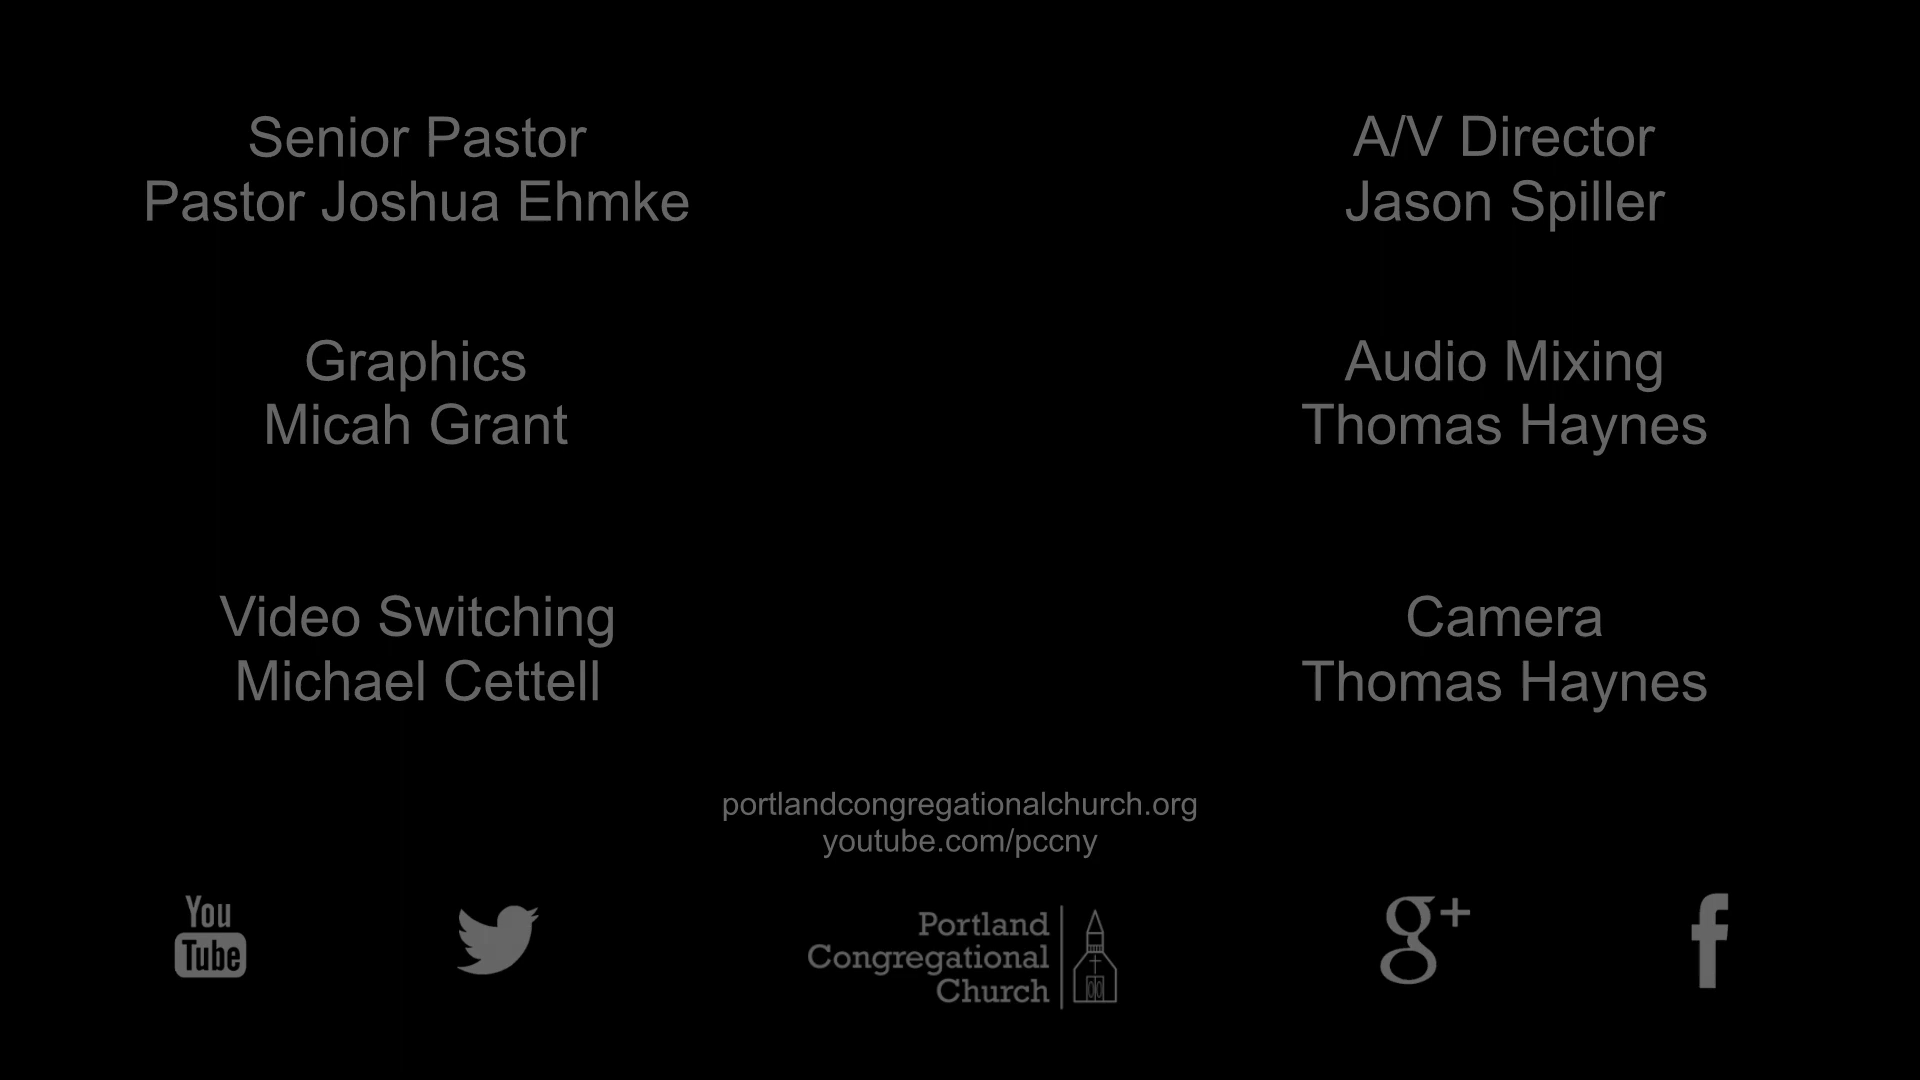 Senior Pastor
Pastor Joshua Ehmke
A/V Director
Jason Spiller
Graphics
Micah Grant
Audio Mixing
Thomas Haynes
Video Switching
Michael Cettell
Camera
Thomas Haynes
portlandcongregationalchurch.org
youtube.com/pccny
You
Tube
Portland
Congregational
Church
g+
f